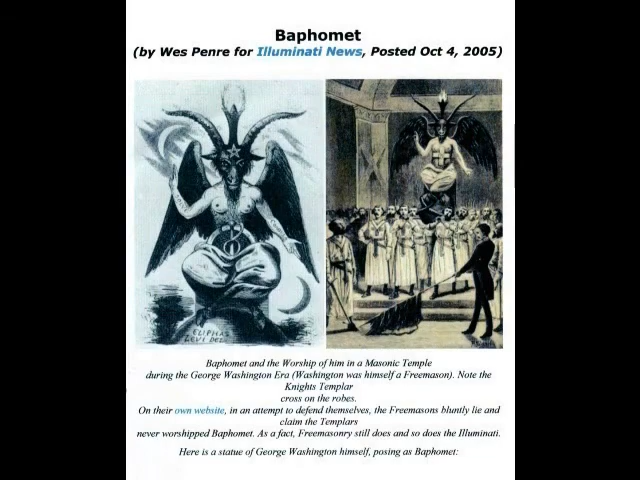 Baphomet
(by Wes Penre for Illuminati News, Posted Oct 4, 2005)
ELIPHAS
LEVI DEL
Baphomet and the Worship of him in a Masonic Temple
during the George Washington Era (Washington was himself a Freemason). Note the
Knights Templar
cross on the robes.
On their own website, in an attempt to defend themselves, the Freemasons bluntly lie and
claim the Templars
never worshipped Baphomet. As a fact, Freemasonry still does and so does the Illuminati.
Here is a statue of George Washington himself, posing as Baphomet: